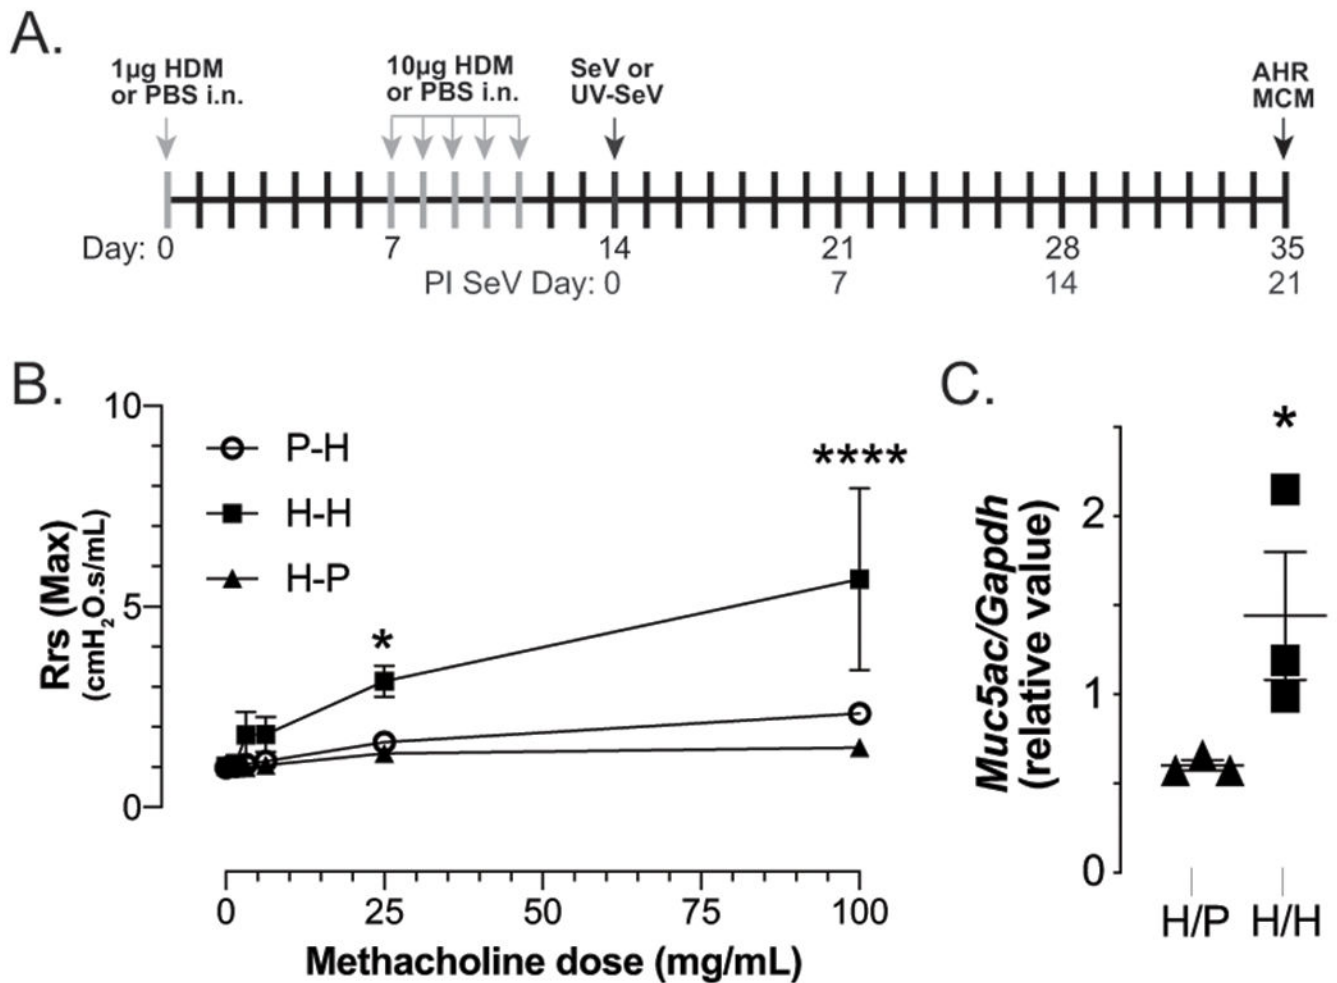 A.
1µg HDM
or PBS i.n.
10µg HDM
or PBS i.n.
SeV or
UV-SeV
AHR
MCM
Day: 0 7 14 21 28 35
PI SeV Day: 0 7 14 21
B.
10
5
0
Rrs (Max)
(cmH2O.s/mL)
P-H
H-H
H-P
*
****
0 25 50 75 100
Methacholine dose (mg/mL)
C.
*
Muc5ac/Gapdh
(relative value)
2
1
0
H/P H/H